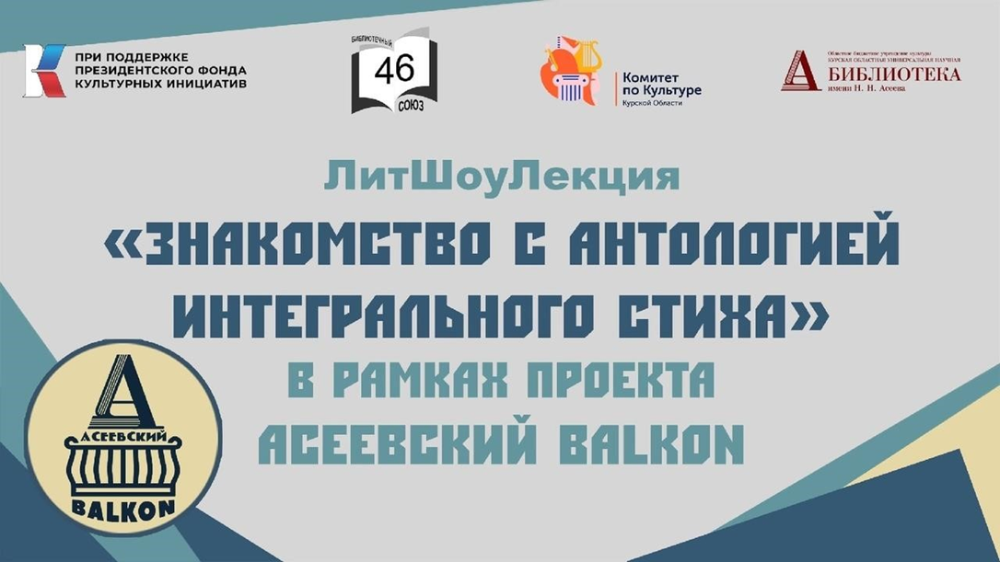 ПРИ ПОДДЕРЖКЕ
ПРЕЗИДЕНТСКОГО ФОНДА
КУЛЬТУРНЫХ ИНИЦИАТИВ
БИБЛИОТЕЧНЫЙ
46
СОЮЗ
Комитет
по Культуре
Курской Области
Областное бюджетное учреждение культуры
КУРСКАЯ ОБЛАСТНАЯ УНИВЕРСАЛЬНАЯ НАУЧНАЯ
БИБЛИОТЕКА
имени Н. Н. Асеева
ЛитШоуЛекция
«ЗНАКОМСТВО С АНТОЛОГИЕЙ
ИНТЕГРАЛЬНОГО СТИХА»
В РАМКАХ ПРОЕКТА
АСЕЕВСКИЙ BALKON
А
АСЕЕВСКИЙ
BALKON